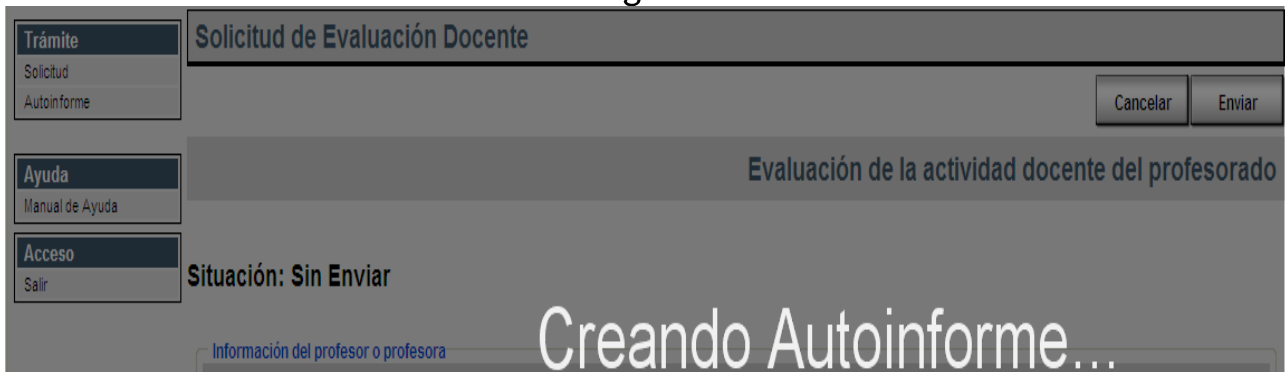 Trámite
Solicitud
Autoinforme
Ayuda
Manual de Ayuda
Acceso
Salir
Solicitud de Evaluación Docente
Cancelar Enviar
Evaluación de la actividad docente del profesorado
Situación: Sin Enviar
Información del profesor o profesora
Creando Autoinforme...